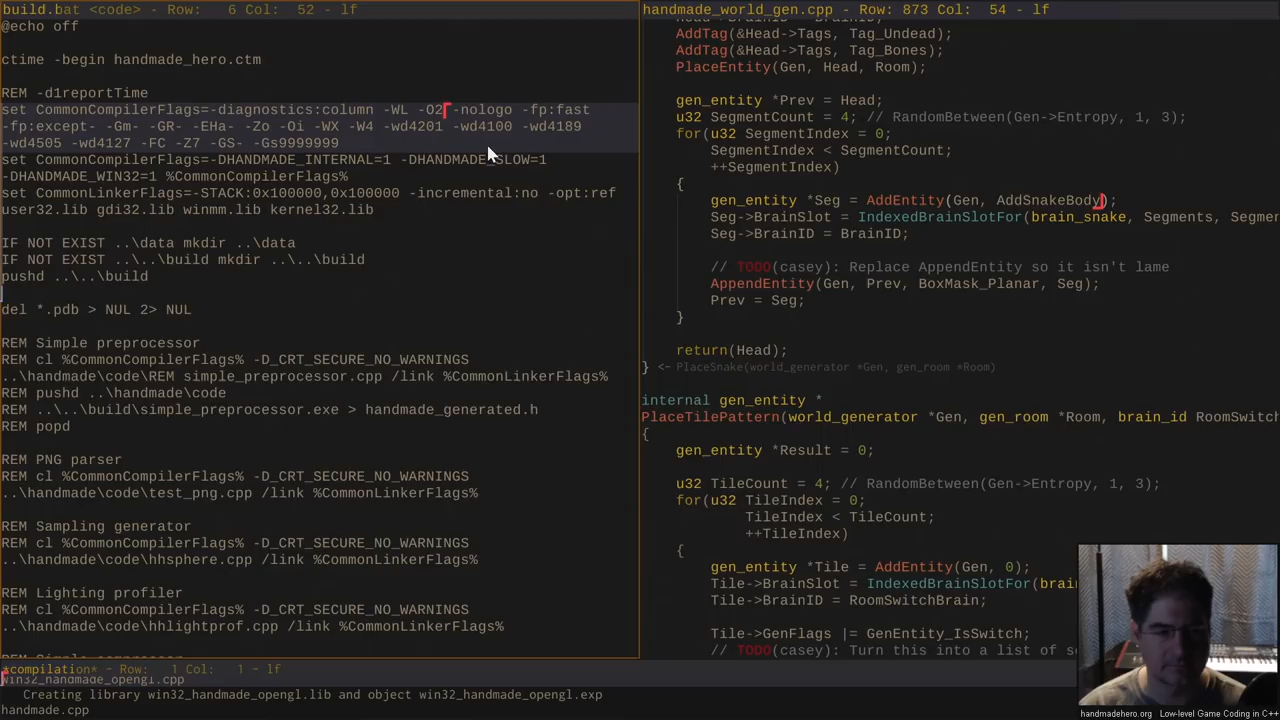 build.bat <code> - Row:   6 Col:  52 - lf
@echo off
ctime -begin handmade_hero.ctm
REM -d1reportTime
set CommonCompilerFlags=-diagnostics:column -WL -O2 -nologo -fp:fast
-fp:except- -Gm- -GR- -EHa- -Zo -Oi -WX -W4 -wd4201 -wd4100 -wd4189
-wd4505 -wd4127 -FC -Z7 -GS- -Gs9999999
set CommonCompilerFlags=-DHANDMADE_INTERNAL=1 -DHANDMADE_SLOW=1
-DHANDMADE_WIN32=1 %CommonCompilerFlags%
set CommonLinkerFlags=-STACK:0x100000,0x100000 -incremental:no -opt:ref
user32.lib gdi32.lib winmm.lib kernel32.lib
IF NOT EXIST ..\data mkdir ..\data
IF NOT EXIST ..\..\build mkdir ..\..\build
pushd ..\..\build
del *.pdb > NUL 2> NUL
REM Simple preprocessor
REM cl %CommonCompilerFlags% -D_CRT_SECURE_NO_WARNINGS
..\handmade\code\REM simple_preprocessor.cpp /link %CommonLinkerFlags%
REM pushd ..\handmade\code
REM ..\..\build\simple_preprocessor.exe > handmade_generated.h
REM popd
REM PNG parser
REM cl %CommonCompilerFlags% -D_CRT_SECURE_NO_WARNINGS
..\handmade\code\test_png.cpp /link %CommonLinkerFlags%
REM Sampling generator
REM cl %CommonCompilerFlags% -D_CRT_SECURE_NO_WARNINGS
..\handmade\code\hhsphere.cpp /link %CommonLinkerFlags%
REM Lighting profiler
REM cl %CommonCompilerFlags% -D_CRT_SECURE_NO_WARNINGS
..\handmade\code\hhlightprof.cpp /link %CommonLinkerFlags%
*compilation* - Row:   1 Col:   1 - lf
win32_handmade_opengl.cpp
Creating library win32_handmade_opengl.lib and object win32_handmade_opengl.exp
handmade.cpp
handmade_world_gen.cpp - Row: 873 Col:  54 - lf
AddTag(&Head->Tags, Tag_Undead);
AddTag(&Head->Tags, Tag_Bones);
PlaceEntity(Gen, Head, Room);
gen_entity *Prev = Head;
u32 SegmentCount = 4; // RandomBetween(Gen->Entropy, 1, 3);
for(u32 SegmentIndex = 0;
SegmentIndex < SegmentCount;
++SegmentIndex)
{
gen_entity *Seg = AddEntity(Gen, AddSnakeBody);
Seg->BrainSlot = IndexedBrainSlotFor(brain_snake, Segments, Segmen
Seg->BrainID = BrainID;
// TODO(casey): Replace AppendEntity so it isn't lame
AppendEntity(Gen, Prev, BoxMask_Planar, Seg);
Prev = Seg;
}
return(Head);
} <- PlaceSnake(world_generator *Gen, gen_room *Room)
internal gen_entity *
PlaceTilePattern(world_generator *Gen, gen_room *Room, brain_id RoomSwitch
{
gen_entity *Result = 0;
u32 TileCount = 4; // RandomBetween(Gen->Entropy, 1, 3);
for(u32 TileIndex = 0;
TileIndex < TileCount;
++TileIndex)
{
gen_entity *Tile = AddEntity(Gen, 0);
Tile->BrainSlot = IndexedBrainSlotFor(brai
Tile->BrainID = RoomSwitchBrain;
Tile->GenFlags |= GenEntity_IsSwitch;
// TODO(casey): Turn this into a list of s
handmadehero.org  Low-level Game Coding in C++